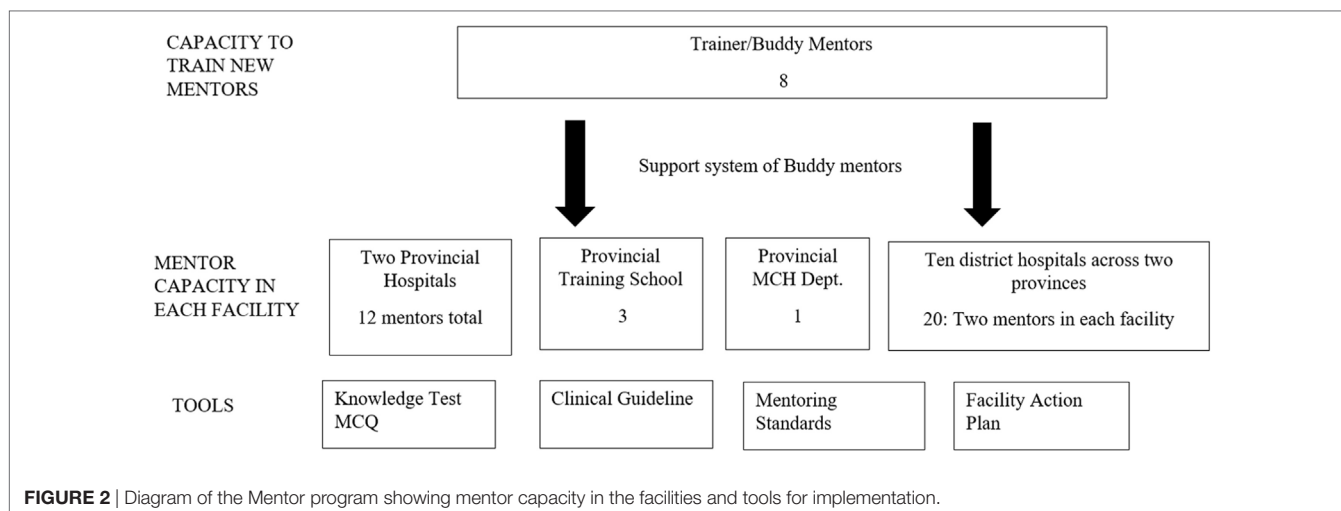 CAPACITY TO
TRAIN NEW
MENTORS
Trainer/Buddy Mentors
8
Support system of Buddy mentors
MENTOR
CAPACITY IN
EACH FACILITY
Two Provincial
Hospitals
12 mentors total
Provincial
Training School
3
Provincial
MCH Dept.
1
Ten district hospitals across two
provinces
20: Two mentors in each facility
TOOLS
Knowledge Test
MCQ
Clinical Guideline
Mentoring
Standards
Facility Action
Plan
FIGURE 2 | Diagram of the Mentor program showing mentor capacity in the facilities and tools for implementation.